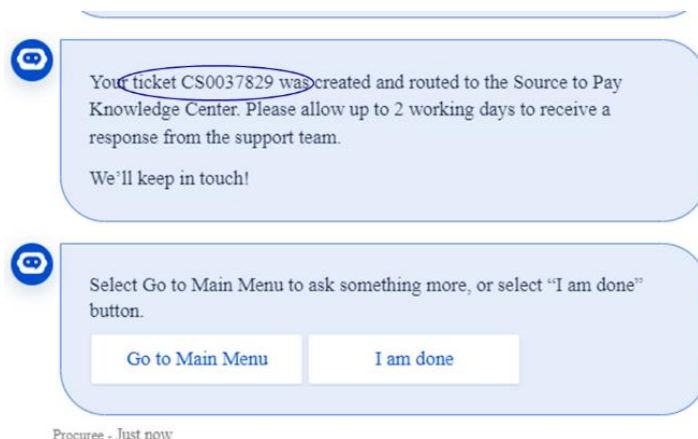 Your ticket CS0037829 was created and routed to the Source to Pay
Knowledge Center. Please allow up to 2 working days to receive a
response from the support team.
We’ll keep in touch!
Select Go to Main Menu to ask something more, or select “I am done”
button.
Go to Main Menu
I am done
Procuree - Just now